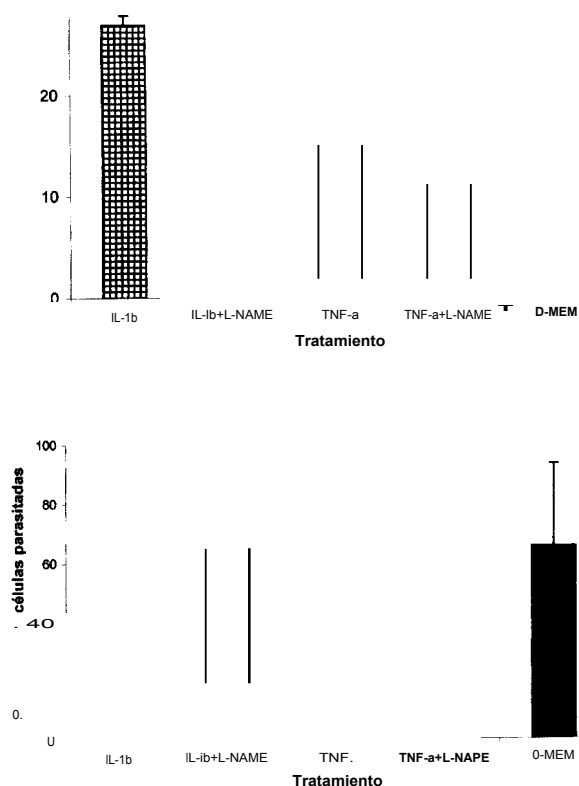 20
10
0
IL-1b IL-Ib+L-NAME TNF-a TNF-a+L-NAME D-MEM
Tratamiento
100
80
60
. 40
0.
U
células parasitadas
IL-1b IL-ib+L-NAME TNF. TNF-a+L-NAPE 0-MEM
Tratamiento